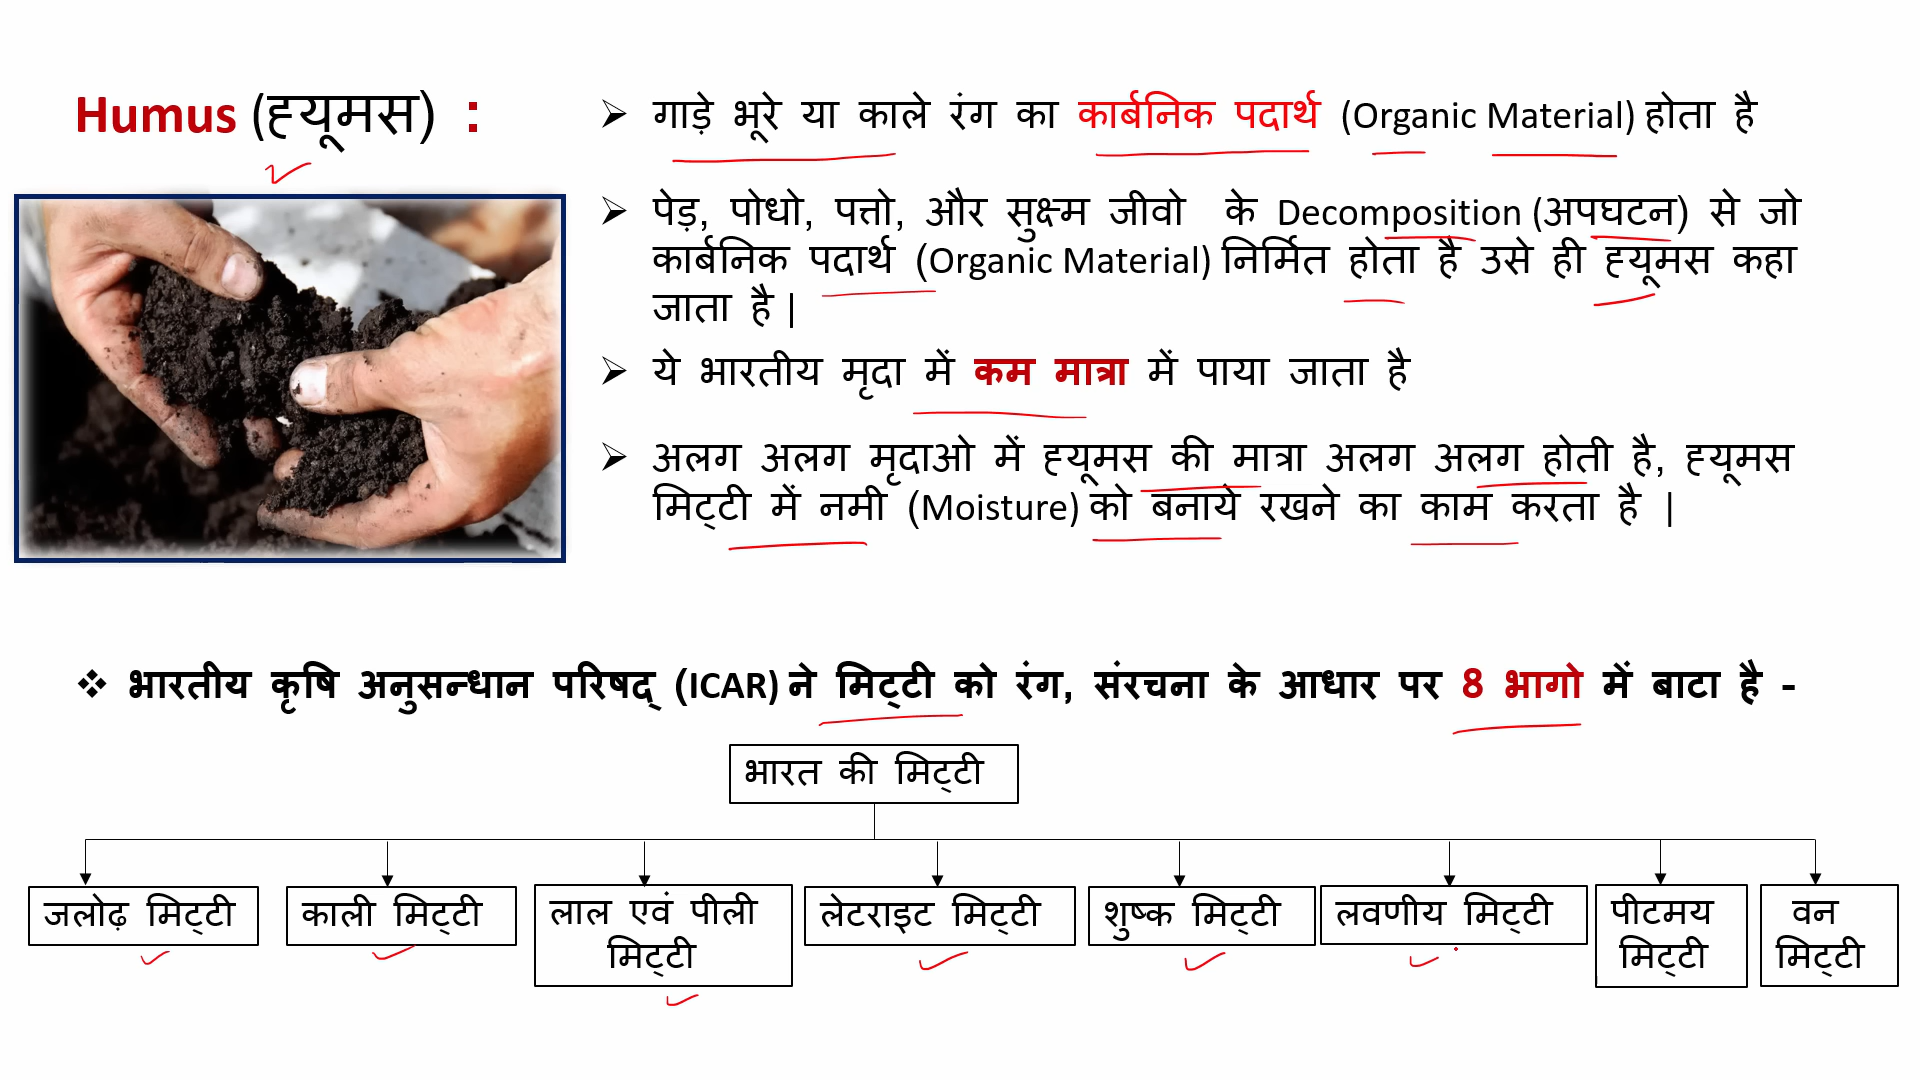 Humus (ह्यूमस) :
➢ गाड़े भूरे या काले रंग का कार्बनिक पदार्थ (Organic Material) होता है
➢ पेड़, पोधो, पत्तो, और सुक्ष्म जीवो के Decomposition (अपघटन) से जो
कार्बनिक पदार्थ (Organic Material) निर्मित होता है उसे ही ह्यूमस कहा
जाता है |
➢ ये भारतीय मृदा में कम मात्रा में पाया जाता है
➢ अलग अलग मृदाओ में ह्यूमस की मात्रा अलग अलग होती है, ह्यूमस
मिट्टी में नमी (Moisture) को बनाये रखने का काम करता है |
❖ भारतीय कृषि अनुसन्धान परिषद् (ICAR) ने मिट्टी को रंग, संरचना के आधार पर 8 भागो में बाटा है -
भारत की मिट्टी
जलोढ़ मिट्टी
काली मिट्टी
लाल एवं पीली
मिट्टी
लेटराइट मिट्टी
शुष्क मिट्टी
लवणीय मिट्टी
पीटमय
मिट्टी
वन
मिट्टी